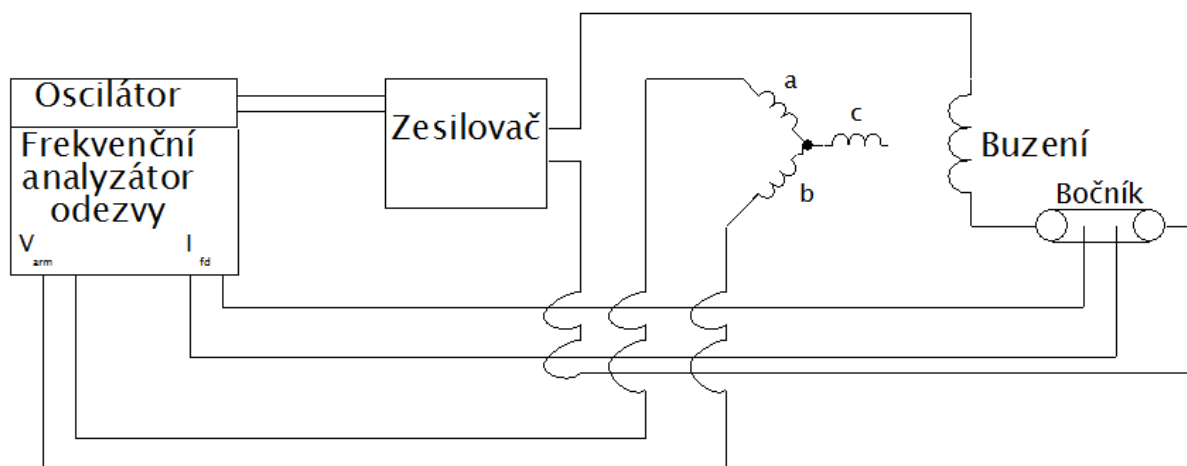 Oscilátor
Frekvenční
analyzátor
odezvy
V
arm
I
fd
Zesilovač
a
b
c
Buzení
Bočník